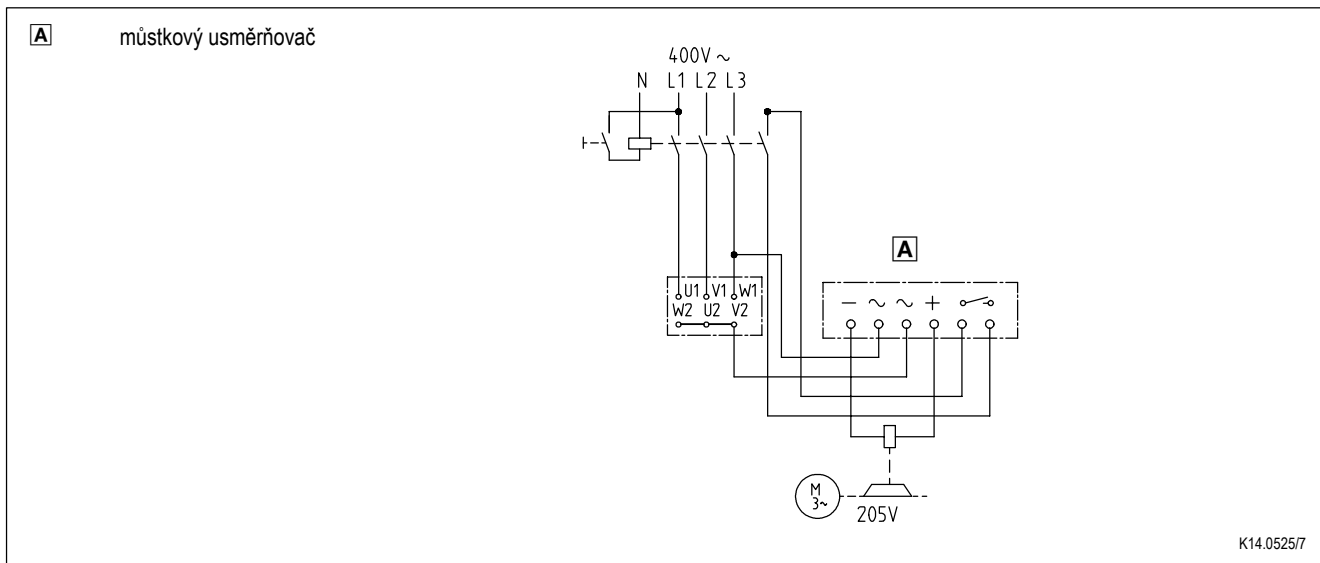 A můstkový usměrňovač
400V ~
N L1 L2 L3
A
U1 V1 W1
W2 U2 V2
− ~ ~ +
M
3~
205V
K14.0525/7